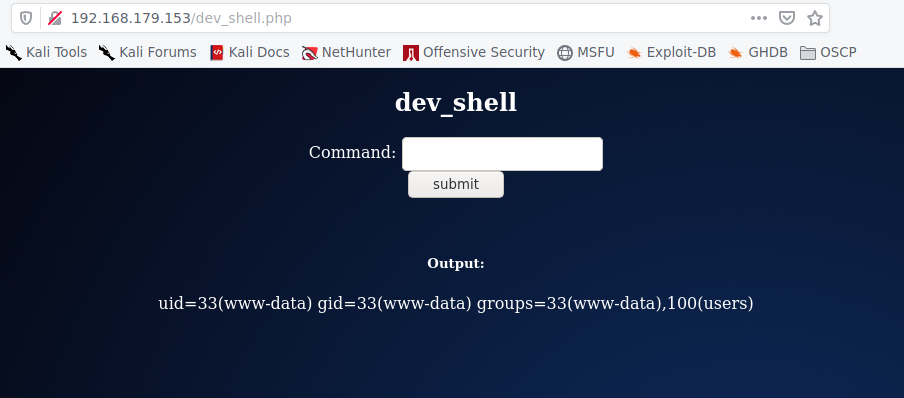 192.168.179.153/dev_shell.php
Kali Tools Kali Forums Kali Docs NetHunter Offensive Security MSFU Exploit-DB GHDB OSCP
dev_shell
Command:
submit
Output:
uid=33(www-data) gid=33(www-data) groups=33(www-data),100(users)